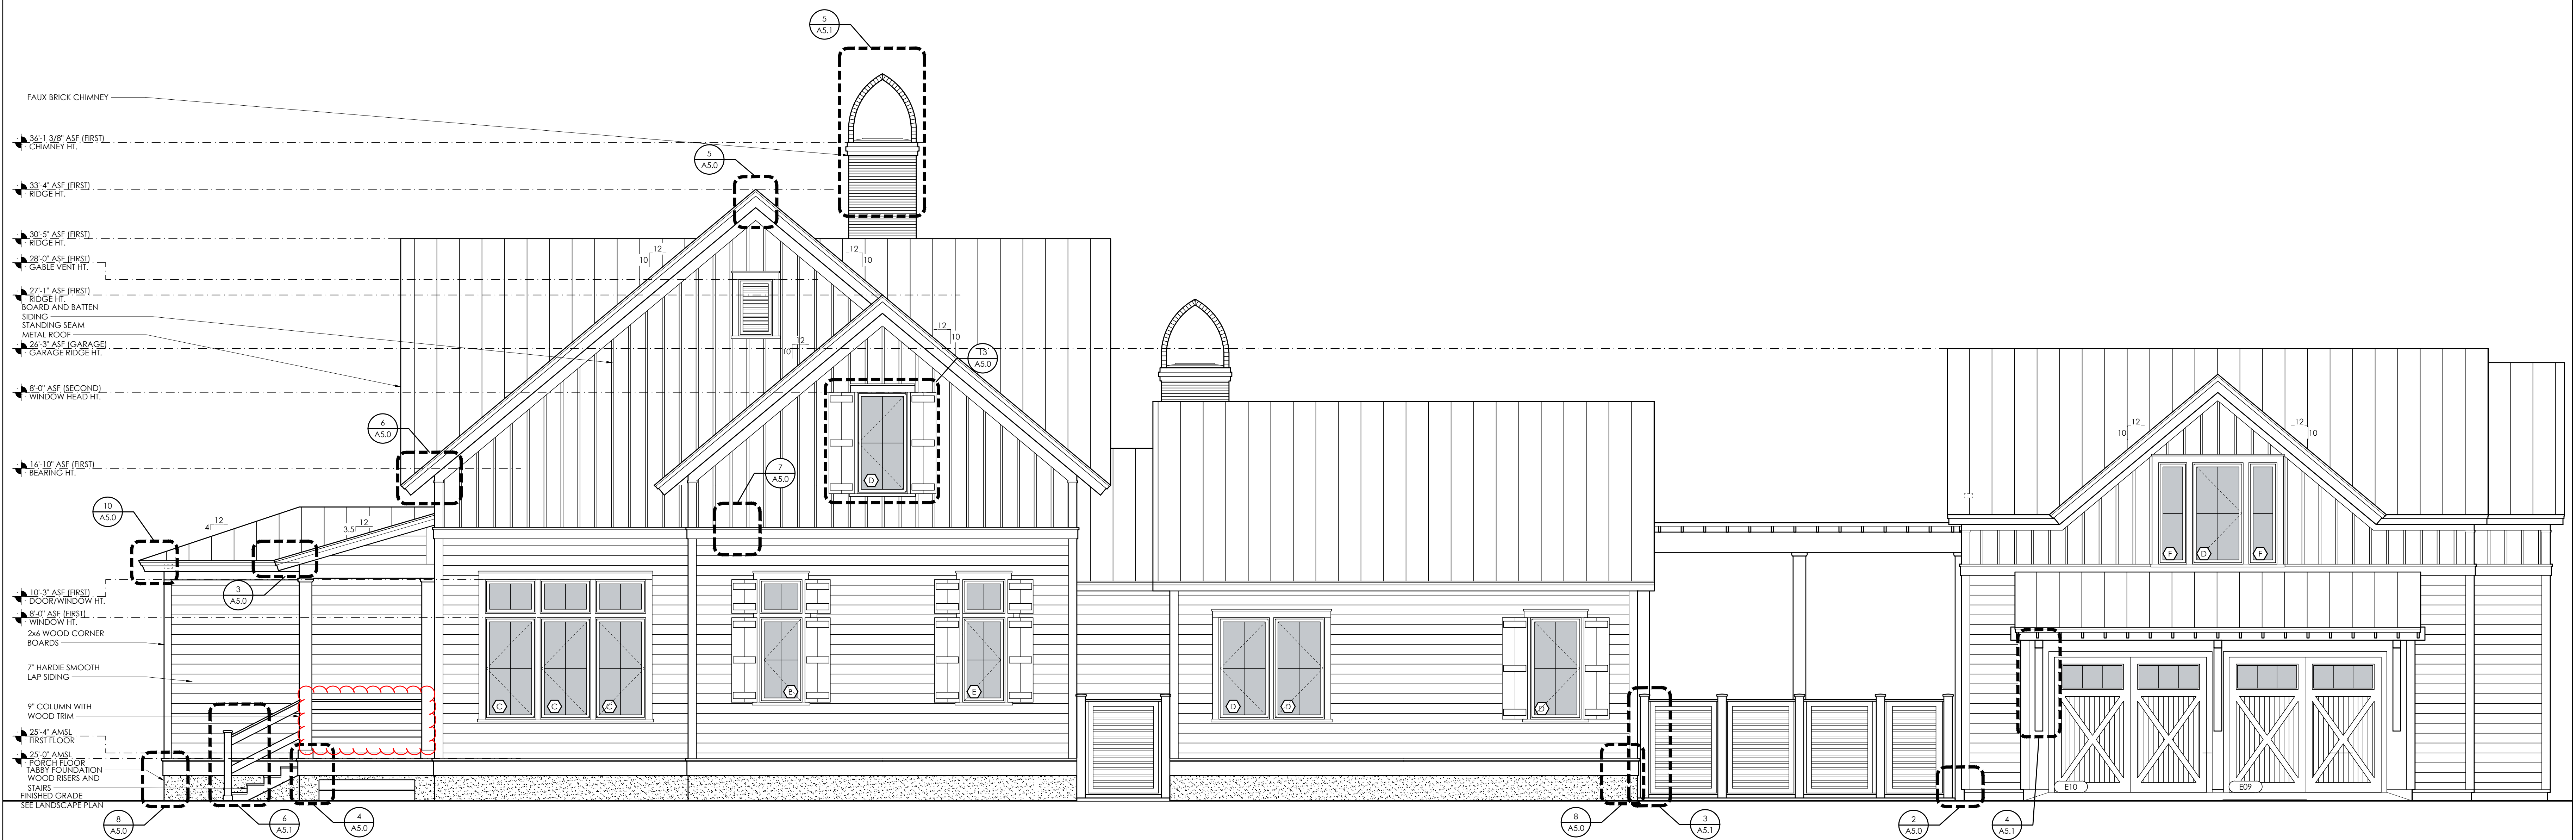 5
A5.1
FAUX BRICK CHIMNEY
36'-1 3/8" ASF (FIRST)
CHIMNEY HT.
5
A5.0
33'-4" ASF (FIRST)
RIDGE HT.
30'-5" ASF (FIRST)
RIDGE HT.
12
10
12
10
28'-0" ASF (FIRST)
GABLE VENT HT.
27'-1" ASF (FIRST)
RIDGE HT.
BOARD AND BATTEN
SIDING
STANDING SEAM
METAL ROOF
12
10
12
10
26'-3" ASF (GARAGE)
GARAGE RIDGE HT.
13
A5.0
8'-0" ASF (SECOND)
WINDOW HEAD HT.
6
A5.0
12
10
12
10
16'-10" ASF (FIRST)
BEARING HT.
7
A5.0
D
F
D
F
10
A5.0
12
4
12
3.5
3
A5.0
10'-3" ASF (FIRST)
DOOR/WINDOW HT.
8'-0" ASF (FIRST)
WINDOW HT.
2x6 WOOD CORNER
BOARDS
7" HARDIE SMOOTH
LAP SIDING
9" COLUMN WITH
WOOD TRIM
C
C
C
E
E
D
D
D
25'-4" AMSL
FIRST FLOOR
25'-0" AMSL
PORCH FLOOR
TABBY FOUNDATION
WOOD RISERS AND
STAIRS
FINISHED GRADE
SEE LANDSCAPE PLAN
E10
E09
8
A5.0
6
A5.1
4
A5.0
8
A5.0
3
A5.1
2
A5.0
4
A5.1